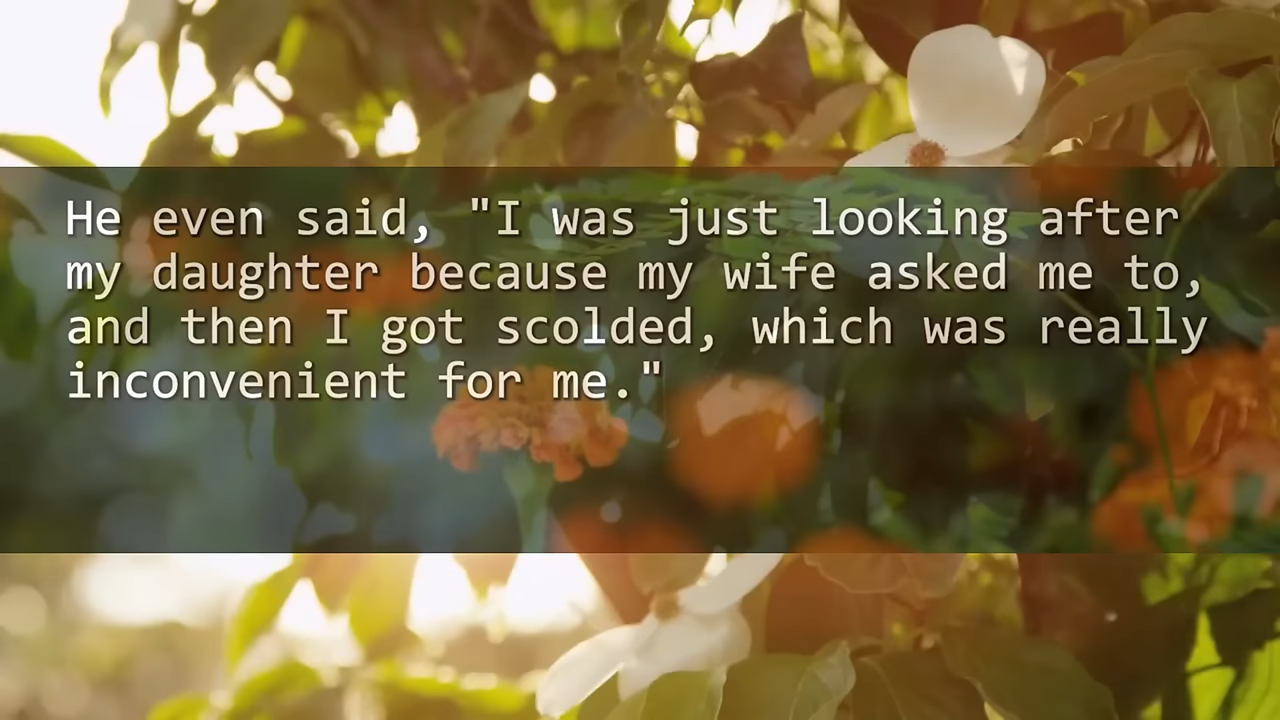 He even said, "I was just looking after
my daughter because my wife asked me to,
and then I got scolded, which was really
inconvenient for me."